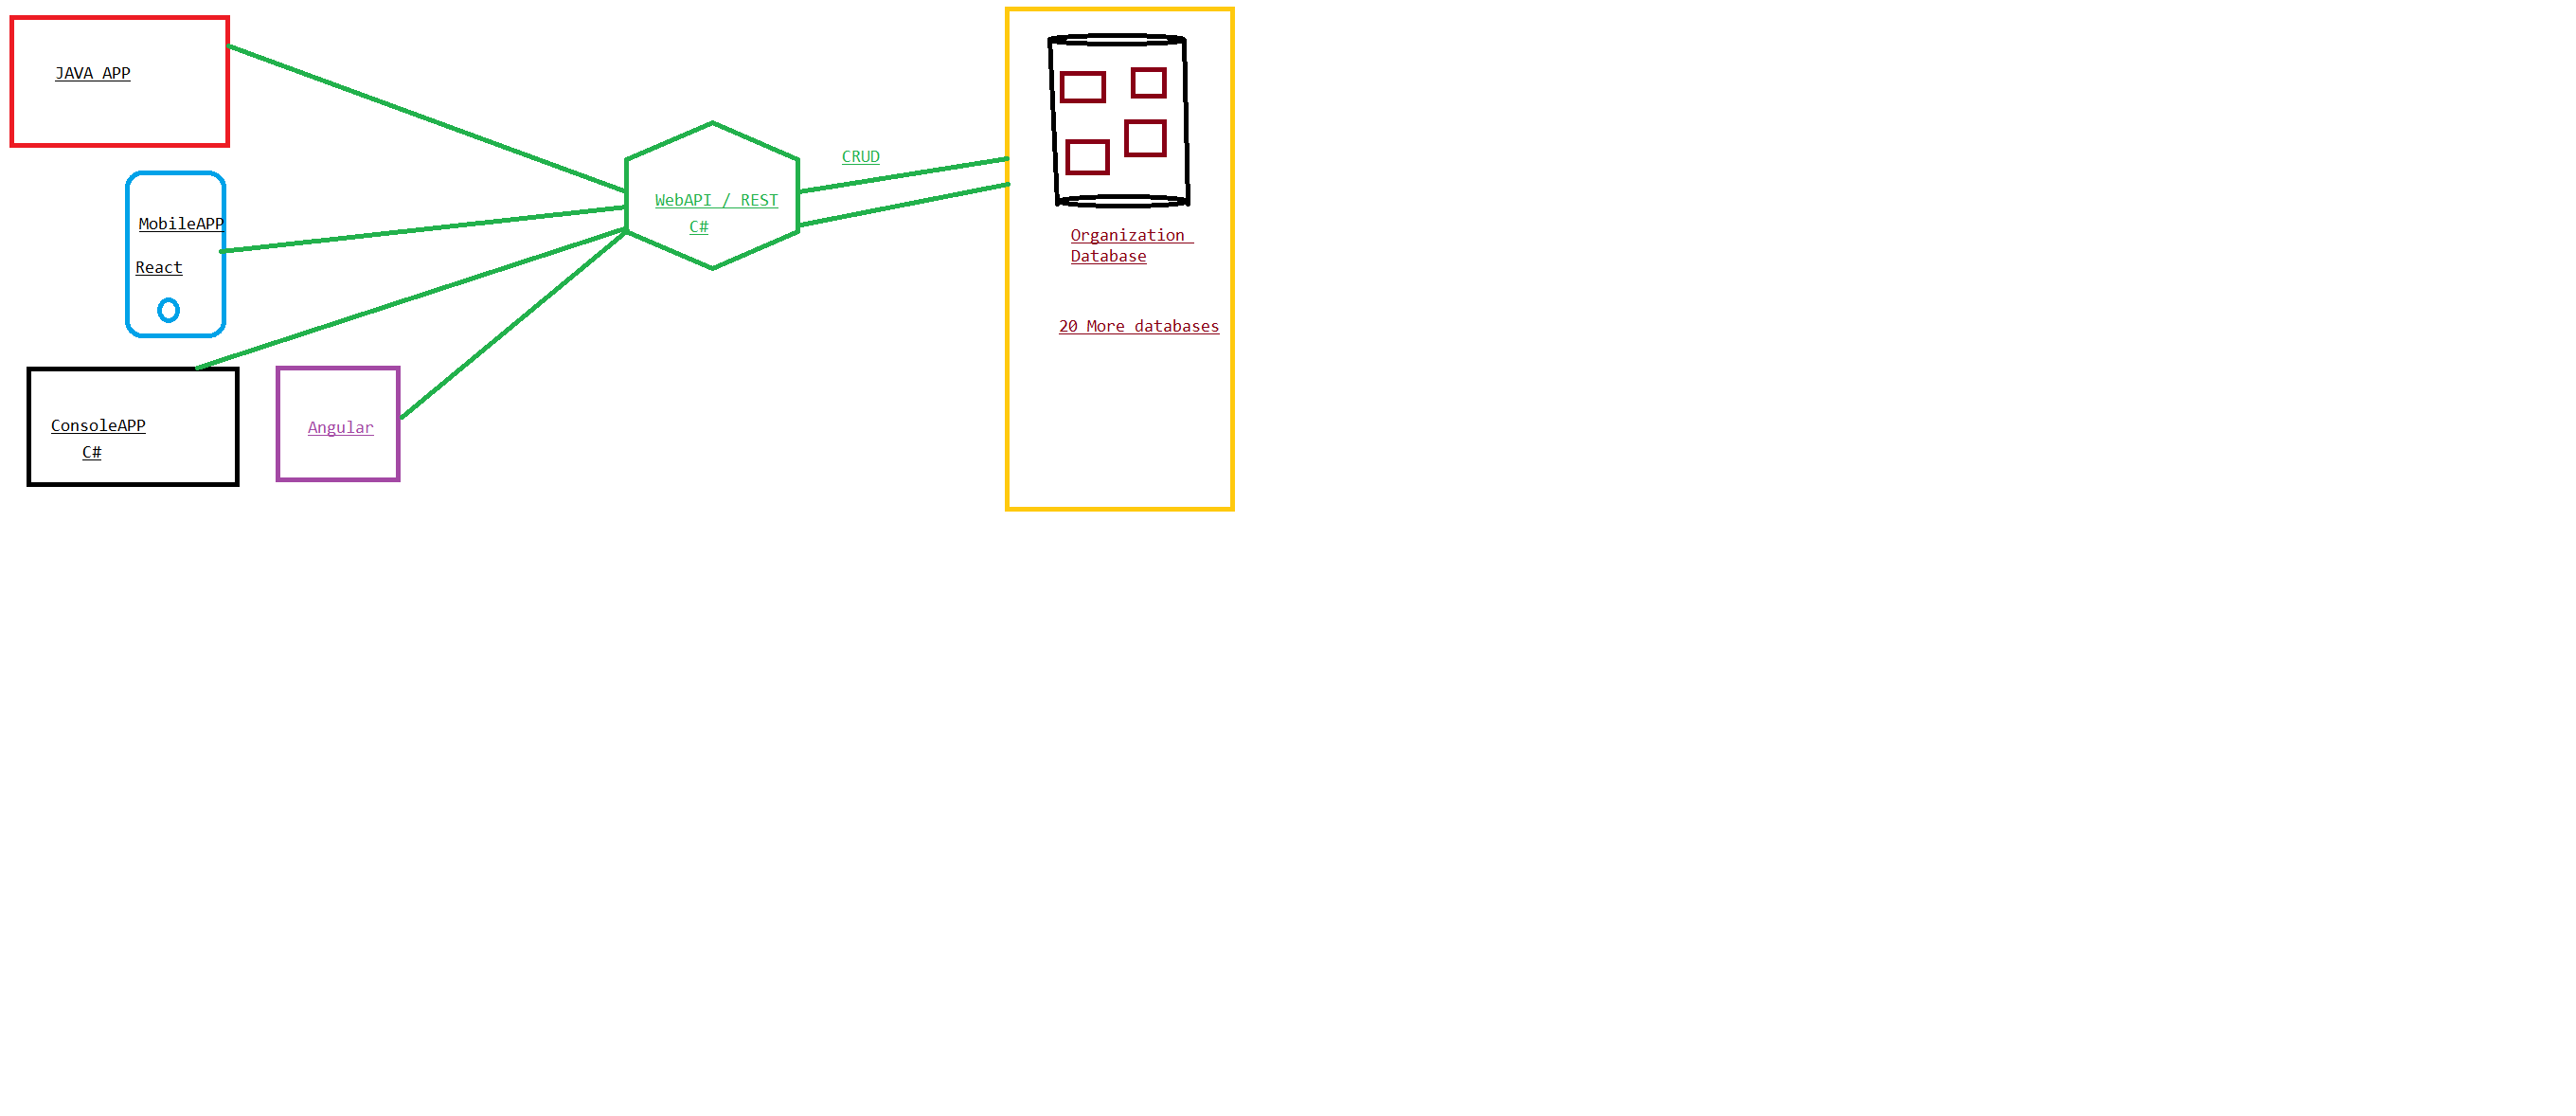 JAVA APP
MobileAPP
React
ConsoleAPP
C#
Angular
WebAPI / REST
C#
CRUD
Organization
Database
20 More databases